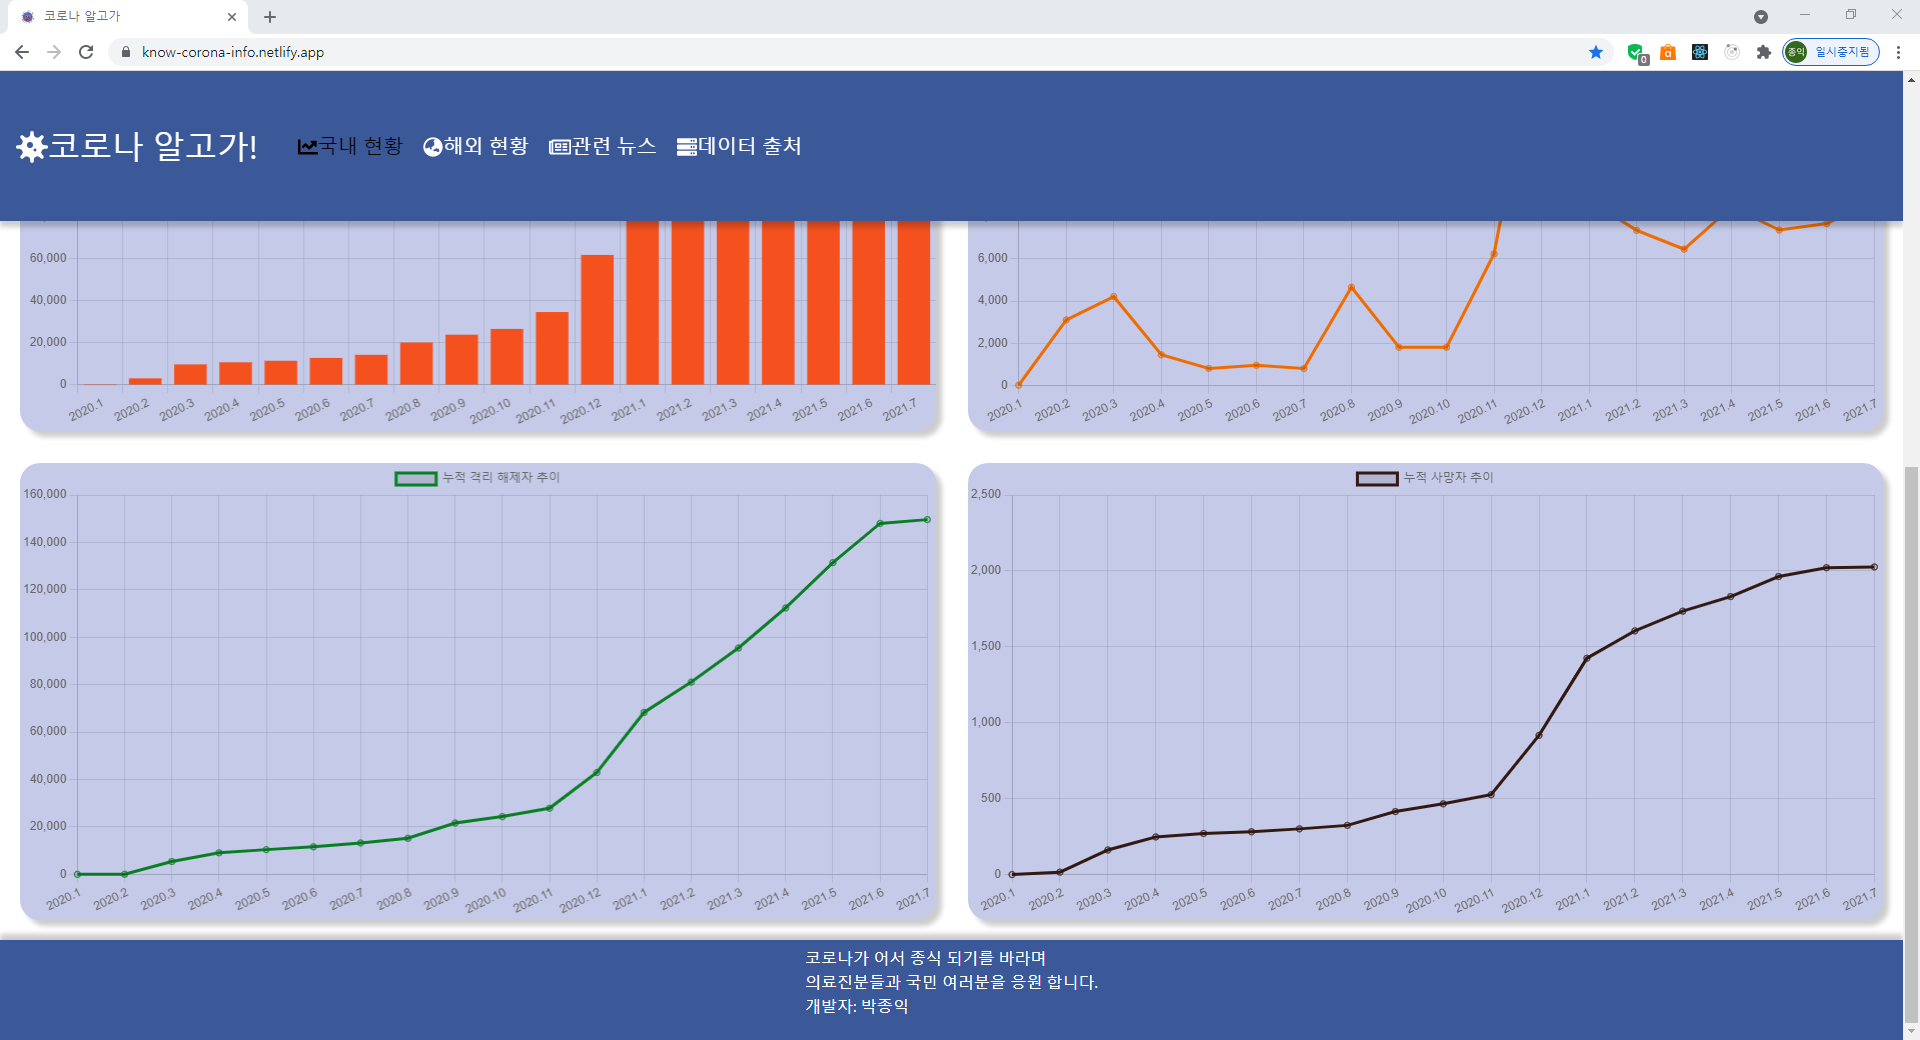 코로나 알고가
know-corona-info.netlify.app
0
a
종익 일시중지됨
코로나 알고가!
국내 현황 해외 현황 관련 뉴스 데이터 출처
60,000
40,000
20,000
0
2020.1 2020.2 2020.3 2020.4 2020.5 2020.6 2020.7 2020.8 2020.9 2020.10 2020.11 2020.12 2021.1 2021.2 2021.3 2021.4 2021.5 2021.6 2021.7
6,000
4,000
2,000
0
2020.1 2020.2 2020.3 2020.4 2020.5 2020.6 2020.7 2020.8 2020.9 2020.10 2020.11 2020.12 2021.1 2021.2 2021.3 2021.4 2021.5 2021.6 2021.7
누적 격리 해제자 추이
160,000
140,000
120,000
100,000
80,000
60,000
40,000
20,000
0
2020.1 2020.2 2020.3 2020.4 2020.5 2020.6 2020.7 2020.8 2020.9 2020.10 2020.11 2020.12 2021.1 2021.2 2021.3 2021.4 2021.5 2021.6 2021.7
누적 사망자 추이
2,500
2,000
1,500
1,000
500
0
2020.1 2020.2 2020.3 2020.4 2020.5 2020.6 2020.7 2020.8 2020.9 2020.10 2020.11 2020.12 2021.1 2021.2 2021.3 2021.4 2021.5 2021.6 2021.7
코로나가 어서 종식 되기를 바라며
의료진분들과 국민 여러분을 응원 합니다.
개발자: 박종익